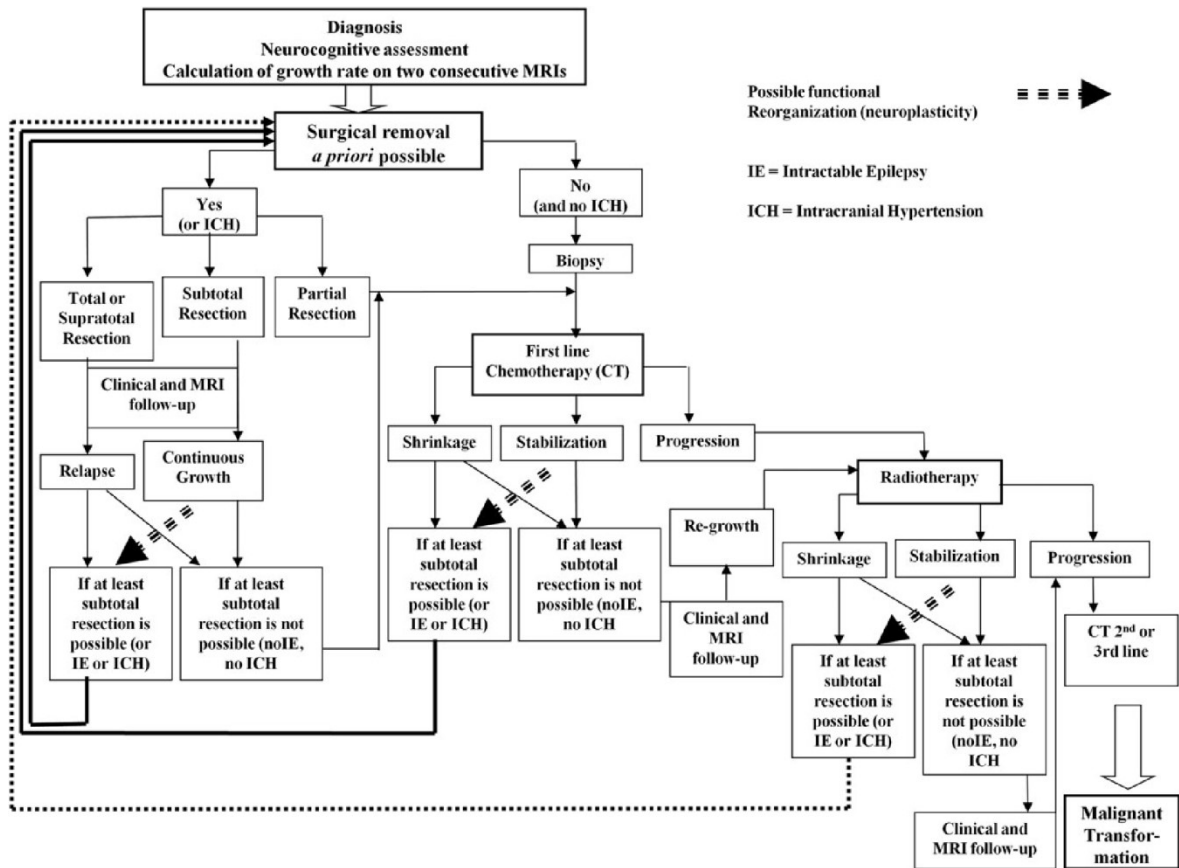 Diagnosis
Neurocognitive assessment
Calculation of growth rate on two consecutive MRIs
Possible functional
Reorganization (neuroplasticity)
IE = Intractable Epilepsy
ICH = Intracranial Hypertension
Surgical removal
a priori possible
Yes
(or ICH)
No
(and no ICH)
Biopsy
Total or
Supratotal
Resection
Subtotal
Resection
Partial
Resection
First line
Chemotherapy (CT)
Clinical and MRI
follow-up
Shrinkage
Stabilization
Progression
Relapse
Continuous
Growth
Radiotherapy
Re-growth
If at least
subtotal
resection is
possible (or
IE or ICH)
If at least
subtotal
resection is not
possible (noIE,
no ICH
If at least
subtotal
resection is
possible (or
IE or ICH)
If at least
subtotal
resection is not
possible (noIE,
no ICH
Clinical and
MRI
follow-up
Shrinkage
Stabilization
Progression
If at least
subtotal
resection is
possible (or
IE or ICH)
If at least
subtotal
resection is
not possible
(noIE, no
ICH
CT 2nd or
3rd line
Clinical and
MRI follow-up
Malignant
Transfor-
mation